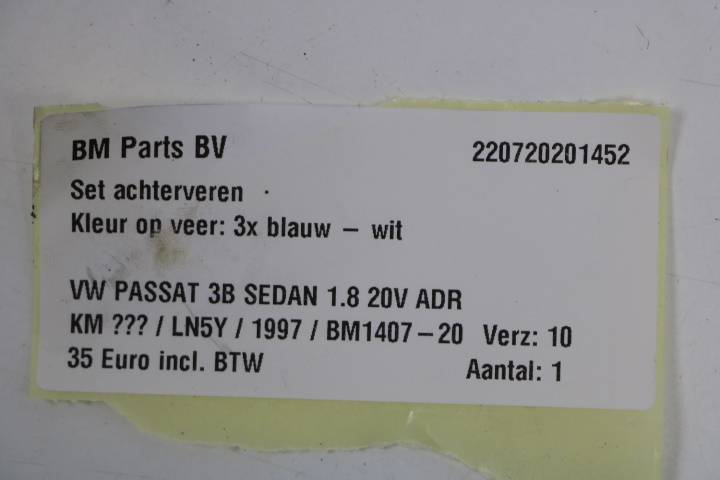 BM Parts BV 220720201452
Set achterveren
Kleur op veer: 3x blauw – wit
VW PASSAT 3B SEDAN 1.8 20V ADR
KM ??? / LN5Y / 1997 / BM1407-20 Verz: 10
35 Euro incl. BTW Aantal: 1